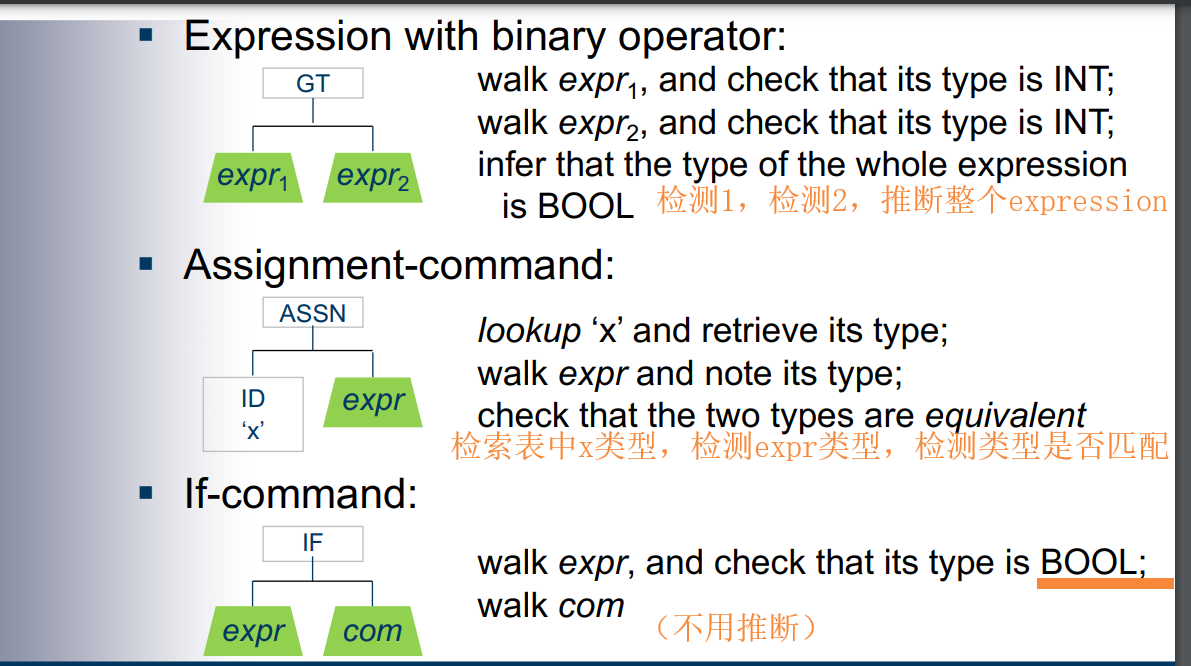 Expression with binary operator:
GT
expr1 expr2
walk expr1, and check that its type is INT;
walk expr2, and check that its type is INT;
infer that the type of the whole expression
is BOOL 检测1，检测2，推断整个expression
Assignment-command:
ASSN
ID
‘x’
expr
lookup ‘x’ and retrieve its type;
walk expr and note its type;
check that the two types are equivalent
检索表中x类型，检测expr类型，检测类型是否匹配
If-command:
IF
expr com
walk expr, and check that its type is BOOL;
walk com
（不用推断）